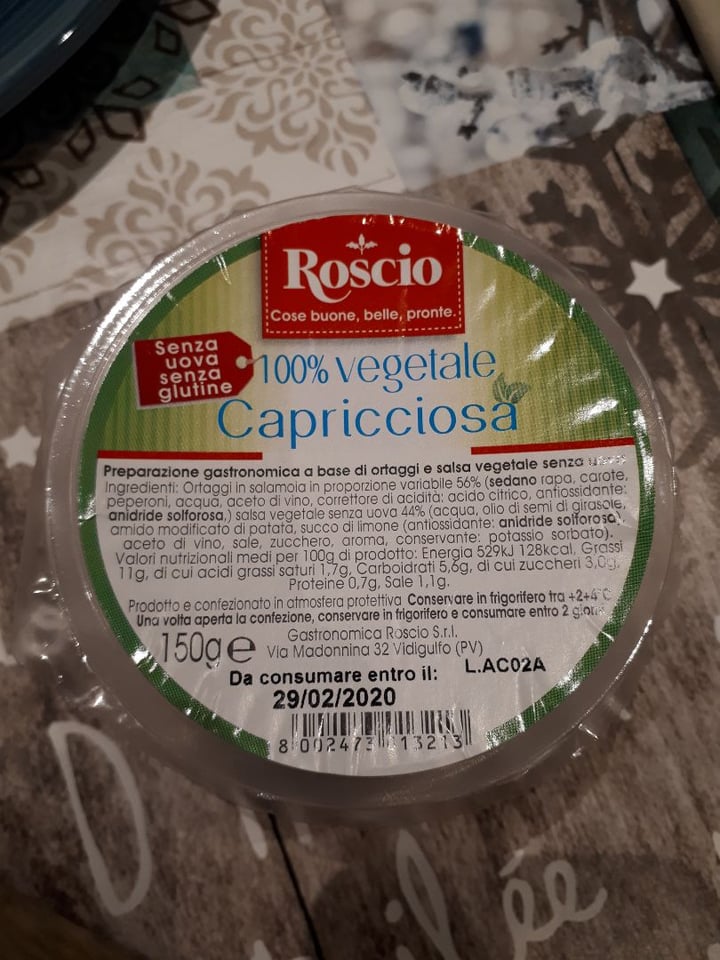 Roscio
Cose buone, belle, pronte.
Senza
uova
senza
glutine
100% vegetale
Capricciosa
Preparazione gastronomica a base di ortaggi e salsa vegetale senza
Ingredienti: Ortaggi in salamoia in proporzione variabile 56% (sedano rapa, carote,
peperoni, acqua, aceto di vino, correttore di acidità: acido citrico, antiossidante:
anidride solforosa,) salsa vegetale senza uova 44% (acqua, olio di semi di girasole,
amido modificato di patata, succo di limone (antiossidante: anidride solforosa),
aceto di vino, sale, zucchero, aroma, conservante: potassio sorbato).
Valori nutrizionali medi per 100g di prodotto: Energia 529kJ 128kcal, Grassi
11g, di cui acidi grassi saturi 1,7g, Carboidrati 5,6g, di cui zuccheri 3,0g,
Proteine 0,7g, Sale 1,1g.
Prodotto e confezionato in atmosfera protettiva Conservare in frigorifero tra +2+4°C
Una volta aperta la confezione, conservare in frigorifero e consumare entro 2 giorni
150g e
Gastronomica Roscio S.r.l.
Via Madonnina 32 Vidigulfo (PV)
Da consumare entro il: L.AC02A
29/02/2020
8 002473 113213